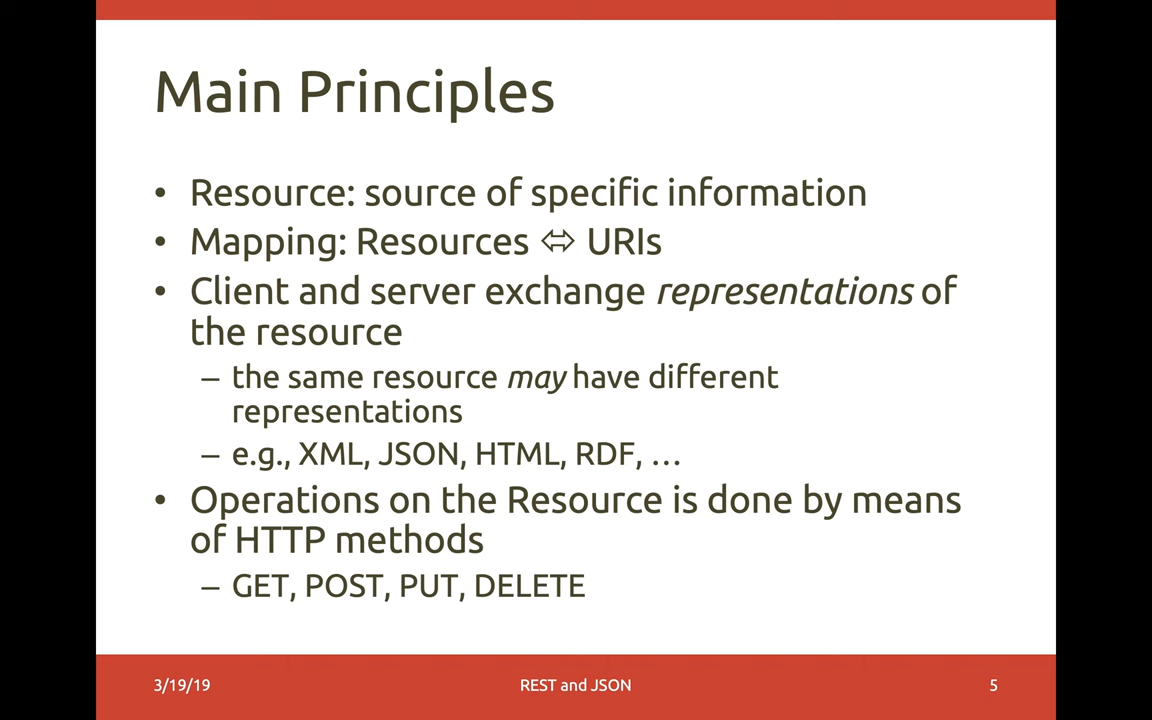 Main Principles
• Resource: source of specific information
• Mapping: Resources ⬄ URIs
• Client and server exchange representations of
the resource
– the same resource may have different
representations
– e.g., XML, JSON, HTML, RDF, …
• Operations on the Resource is done by means
of HTTP methods
– GET, POST, PUT, DELETE
3/19/19
REST and JSON
5